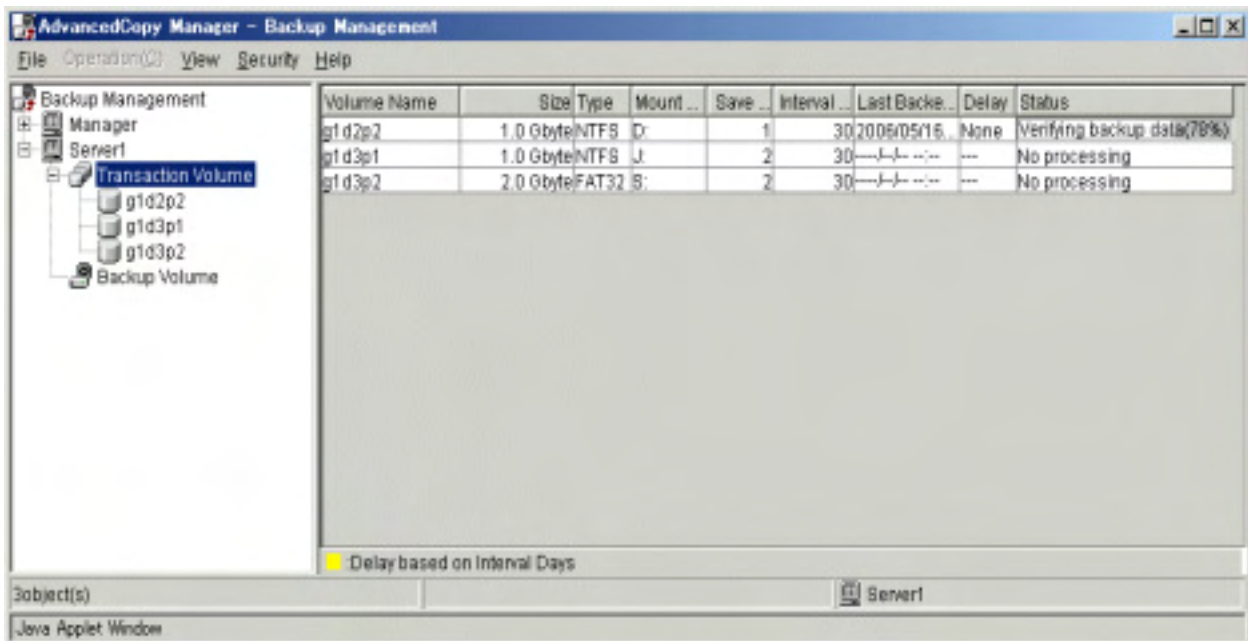 AdvancedCopy Manager - Backup Management
File Operation(O) View Security Help
Backup Management
Manager
Server1
Transaction Volume
g1d2p2
g1d3p1
g1d3p2
Backup Volume
Volume Name Size Type Mount ... Save ... Interval ... Last Backe... Delay Status
g1d2p2 1.0 Gbyte NTFS D: 1 30 2006/05/16... None Verifying backup data(78%)
g1d3p1 1.0 Gbyte NTFS J: 2 30 ----/--/-- --:-- --- No processing
g1d3p2 2.0 Gbyte FAT32 S: 2 30 ----/--/-- --:-- --- No processing
:Delay based on Interval Days
3object(s) Server1
Java Applet Window